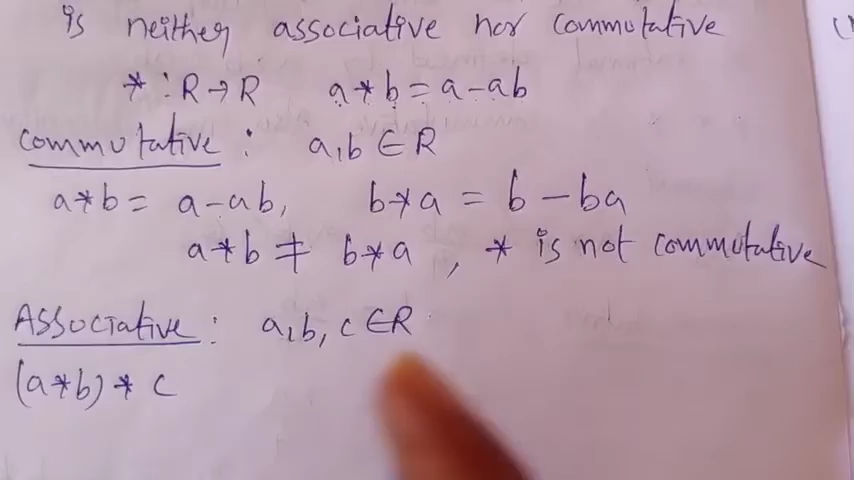 is neither associative nor commutative
* : R → R a * b = a - ab
commutative : a, b ∈ R
a * b = a - ab, b * a = b - ba
a * b ≠ b * a , * is not commutative
Associative : a, b, c ∈ R
(a * b) * c